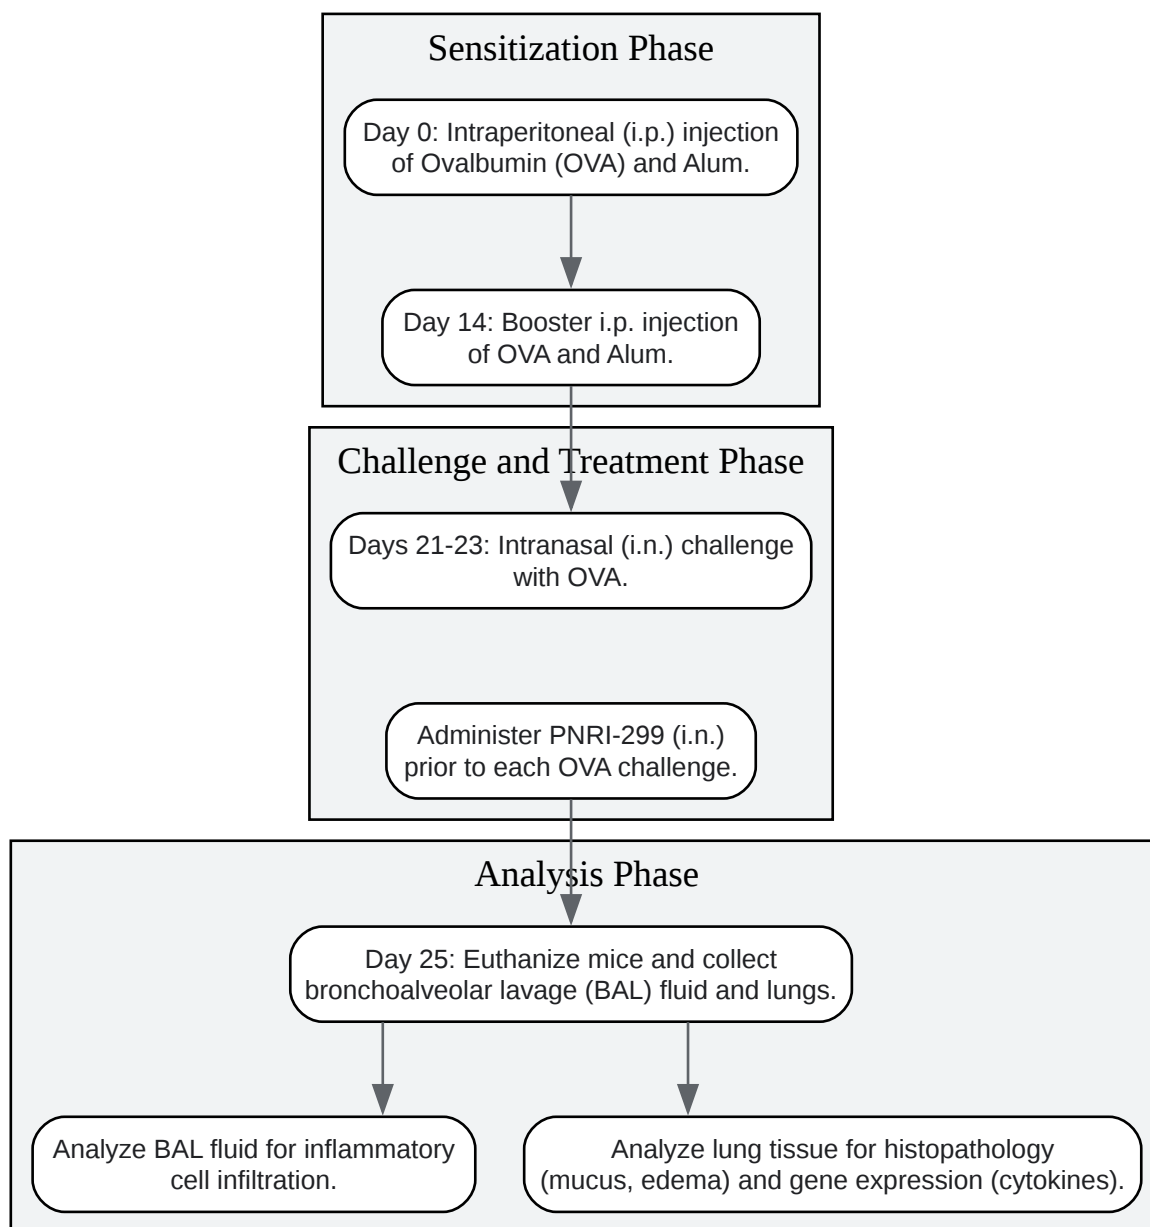 Sensitization Phase
Day 0: Intraperitoneal (i.p.) injection
of Ovalbumin (OVA) and Alum.
Day 14: Booster i.p. injection
of OVA and Alum.
Challenge and Treatment Phase
Days 21-23: Intranasal (i.n.) challenge
with OVA.
Administer PNRI-299 (i.n.)
prior to each OVA challenge.
Analysis Phase
Day 25: Euthanize mice and collect
bronchoalveolar lavage (BAL) fluid and lungs.
Analyze BAL fluid for inflammatory
cell infiltration.
Analyze lung tissue for histopathology
(mucus, edema) and gene expression (cytokines).